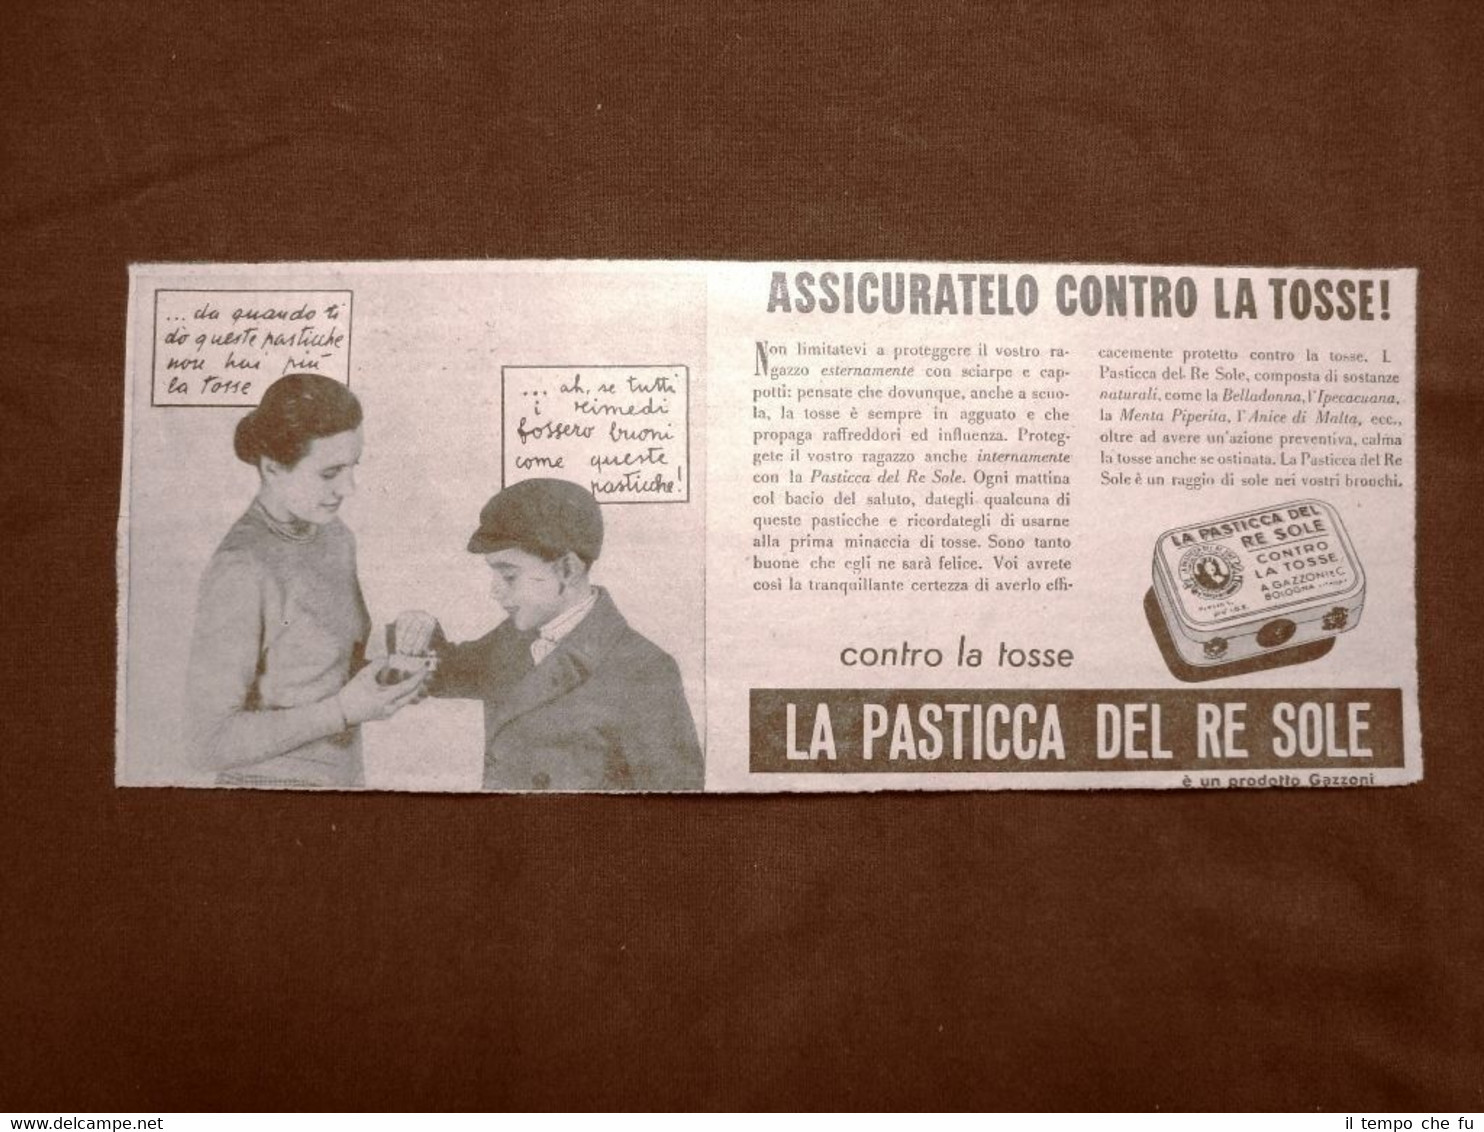 ... da quando ti
dò queste pasticche
non hai più
la tosse
... ah, se tutti
i rimedi
fossero buoni
come queste
pasticche!
ASSICURATELO CONTRO LA TOSSE!
Non limitatevi a proteggere il vostro ra-
gazzo esternamente con sciarpe e cap-
potti: pensate che dovunque, anche a scuo-
la, la tosse è sempre in agguato e che
propaga raffreddori ed influenza. Proteg-
gete il vostro ragazzo anche internamente
con la Pasticca del Re Sole. Ogni mattina
col bacio del saluto, dategli qualcuna di
queste pasticche e ricordategli di usarne
alla prima minaccia di tosse. Sono tanto
buone che egli ne sarà felice. Voi avrete
così la tranquillante certezza di averlo effi-
cacemente protetto contro la tosse. L
Pasticca del Re Sole, composta di sostanze
naturali, come la Belladonna, l'Ipecacuana,
la Menta Piperita, l'Anice di Malta, ecc.,
oltre ad avere un'azione preventiva, calma
la tosse anche se ostinata. La Pasticca del Re
Sole è un raggio di sole nei vostri bronchi.
LA PASTICCA DEL
RE SOLE
CONTRO
LA TOSSE
A. GAZZONI & C.
BOLOGNA
contro la tosse
LA PASTICCA DEL RE SOLE
è un prodotto Gazzoni
www.delcampe.net
il tempo che fu